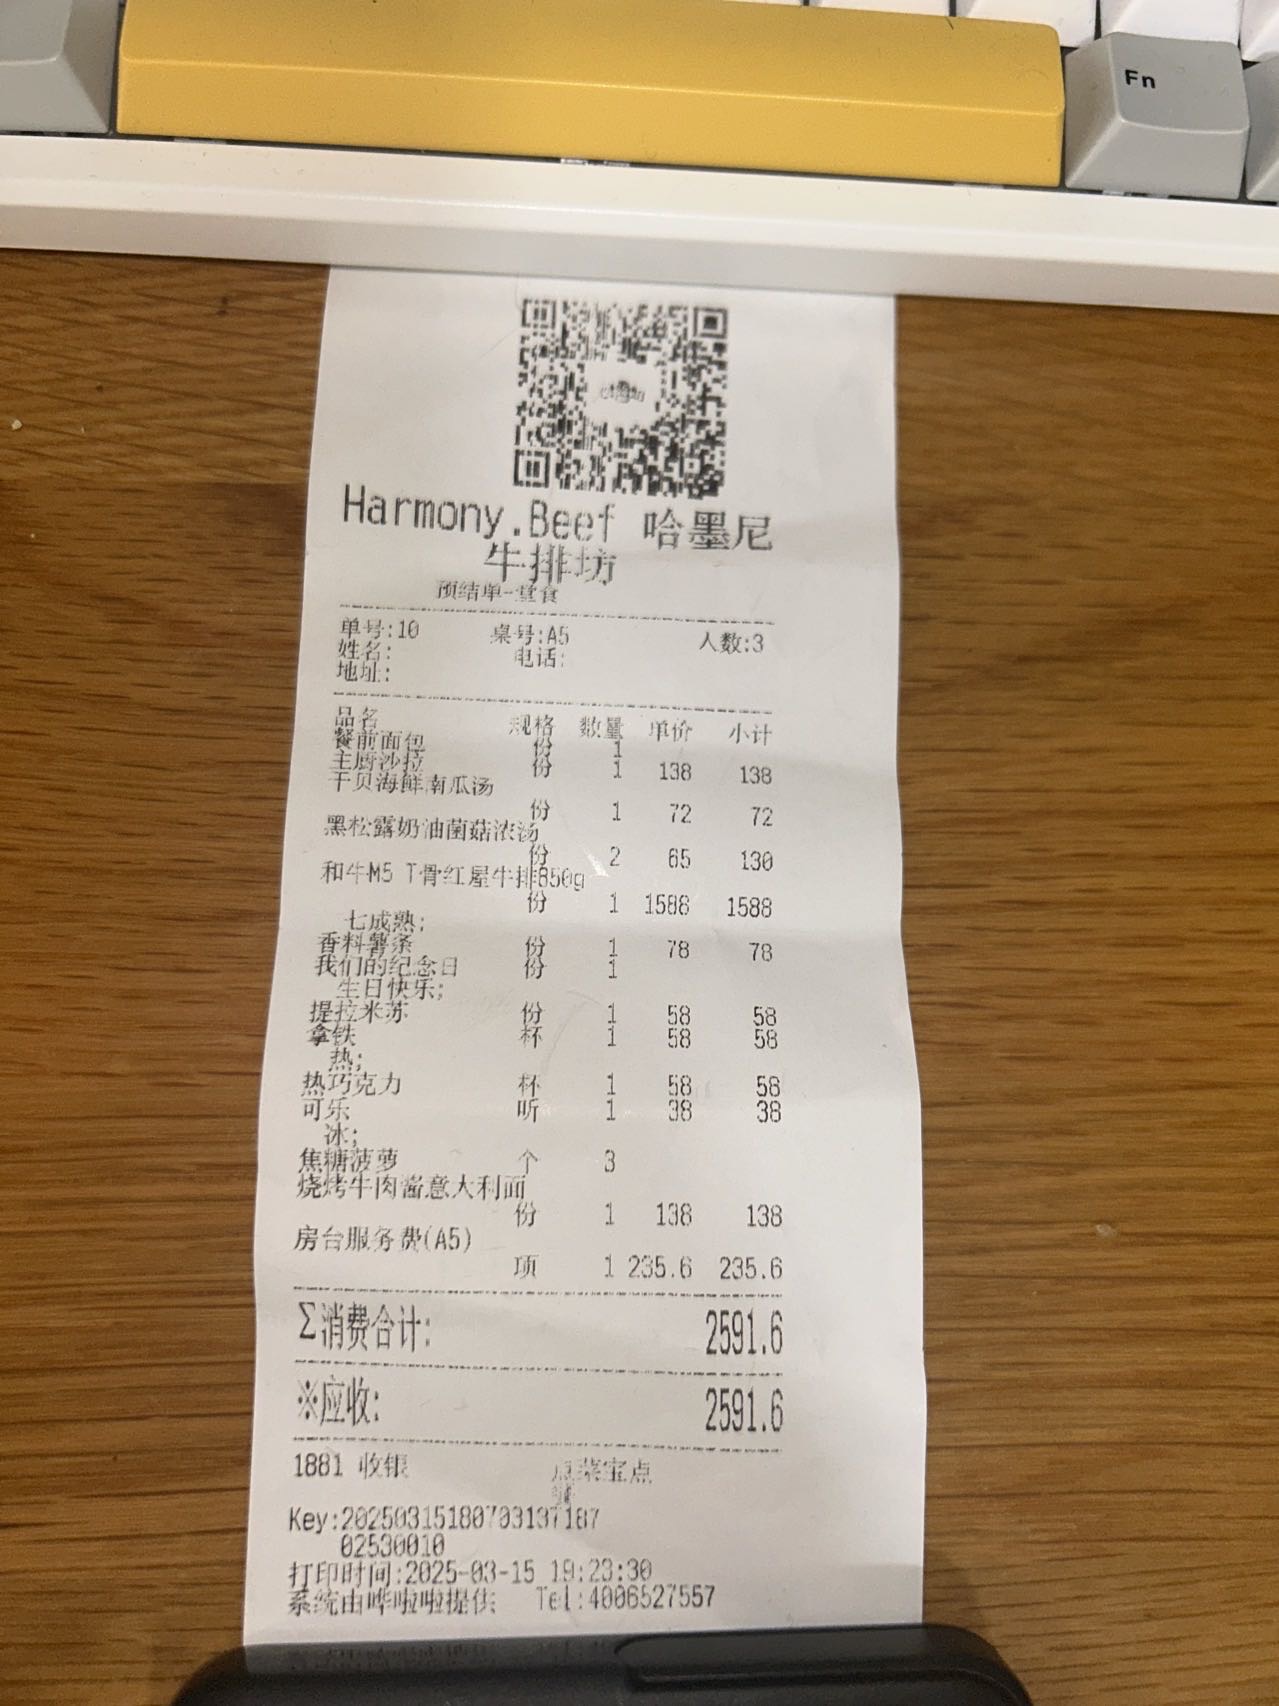 Fn
Harmony.Beef 哈墨尼
牛排坊
预结单-堂食
单号:10 桌号:A5 人数:3
姓名: 电话:
地址:
品名 规格 数量 单价 小计
餐前面包 份 1
主厨沙拉 份 1 138 138
干贝海鲜南瓜汤
份 1 72 72
黑松露奶油菌菇浓汤
份 2 65 130
和牛M5 T骨红屋牛排850g
份 1 1588 1588
七成熟;
香料薯条 份 1 78 78
我们的纪念日 份 1
生日快乐;
提拉米苏 份 1 58 58
拿铁 杯 1 58 58
热;
热巧克力 杯 1 58 58
可乐 听 1 38 38
冰;
焦糖菠萝 个 3
烧烤牛肉酱意大利面
份 1 138 138
房台服务费(A5)
项 1 235.6 235.6
Σ消费合计: 2591.6
※应收: 2591.6
1881 收银 点菜宝点
Key:20250315180703137187
02530010
打印时间:2025-03-15 19:23:30
系统由哗啦啦提供 Tel:4006527557